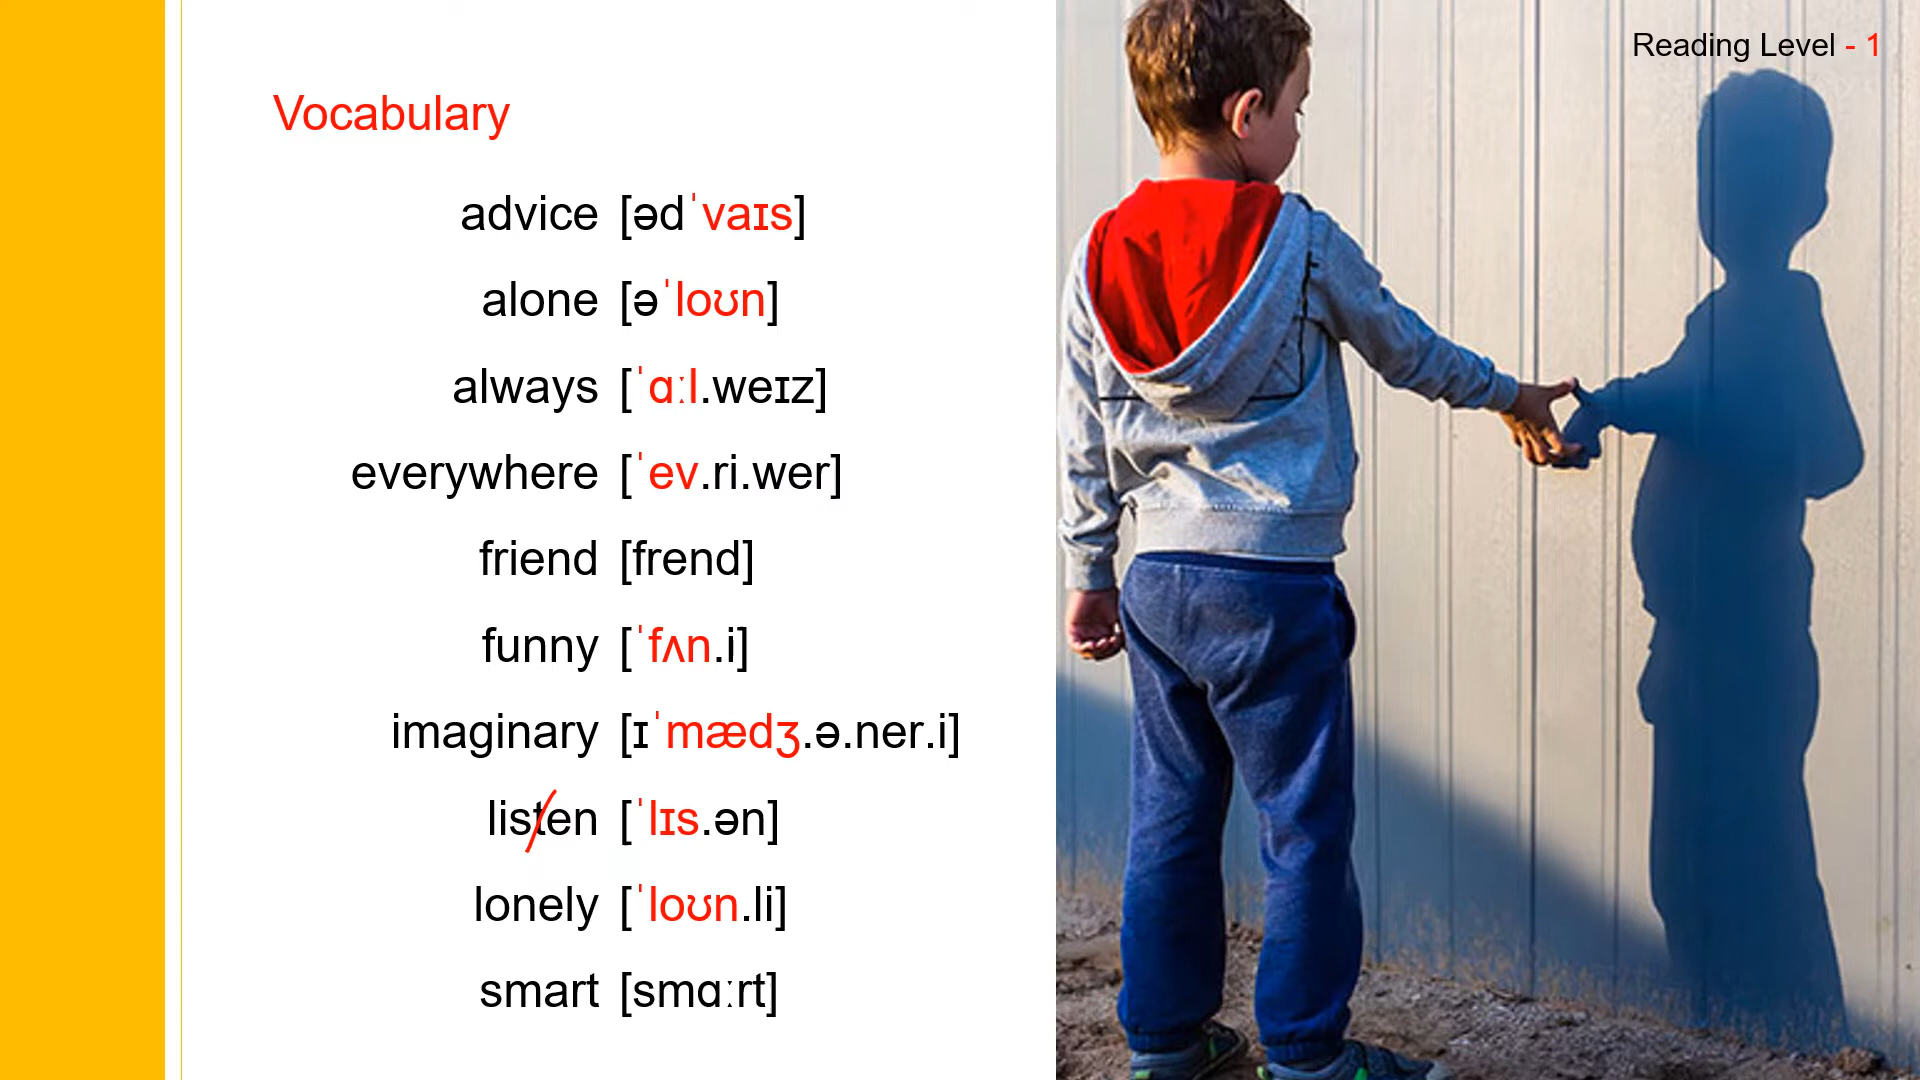 Reading Level - 1
Vocabulary
advice [ədˈvaɪs]
alone [əˈloʊn]
always [ˈɑːl.weɪz]
everywhere [ˈev.ri.wer]
friend [frend]
funny [ˈfʌn.i]
imaginary [ɪˈmædʒ.ə.ner.i]
listen [ˈlɪs.ən]
lonely [ˈloʊn.li]
smart [smɑːrt]